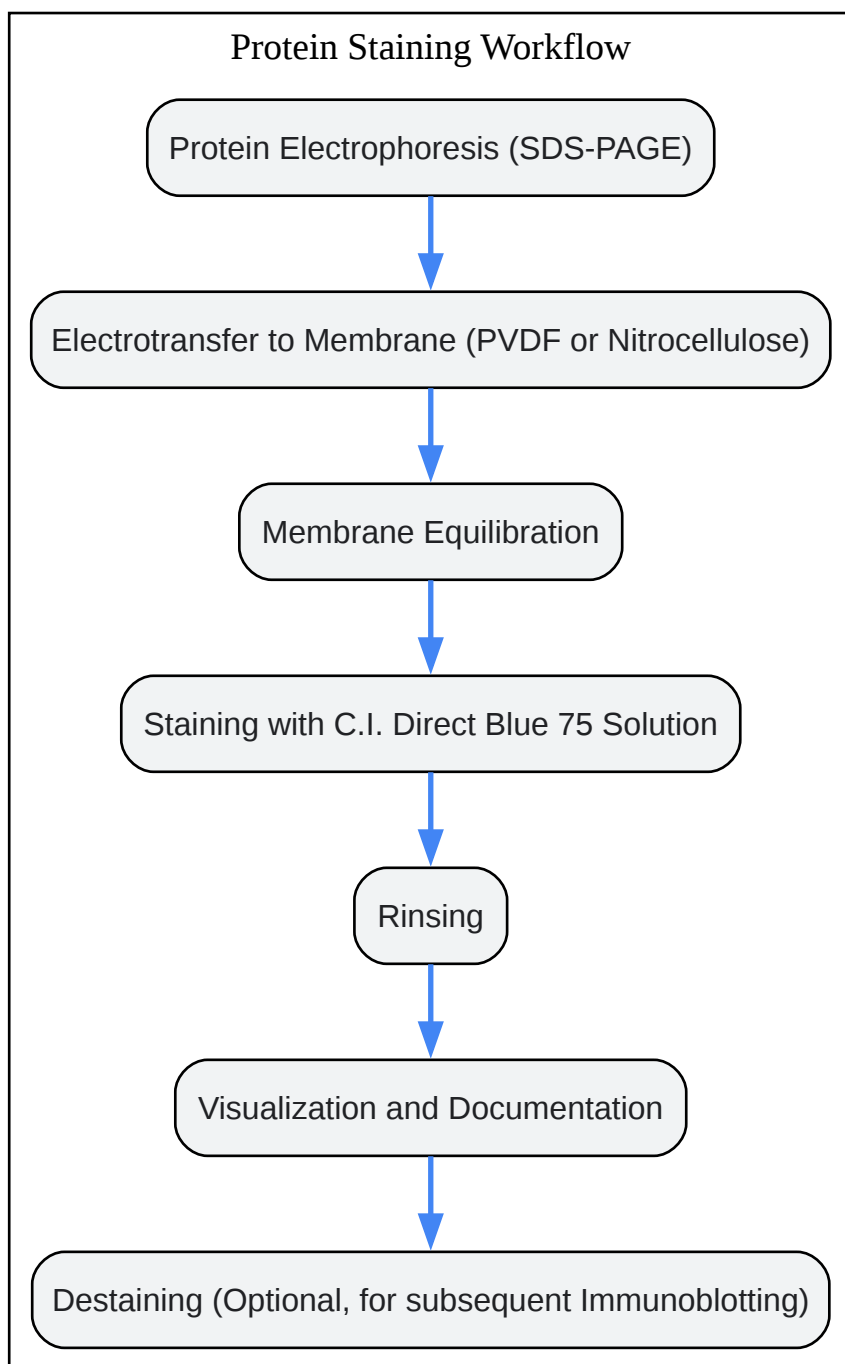 Protein Staining Workflow
Protein Electrophoresis (SDS-PAGE)
Electrotransfer to Membrane (PVDF or Nitrocellulose)
Membrane Equilibration
Staining with C.I. Direct Blue 75 Solution
Rinsing
Visualization and Documentation
Destaining (Optional, for subsequent Immunoblotting)